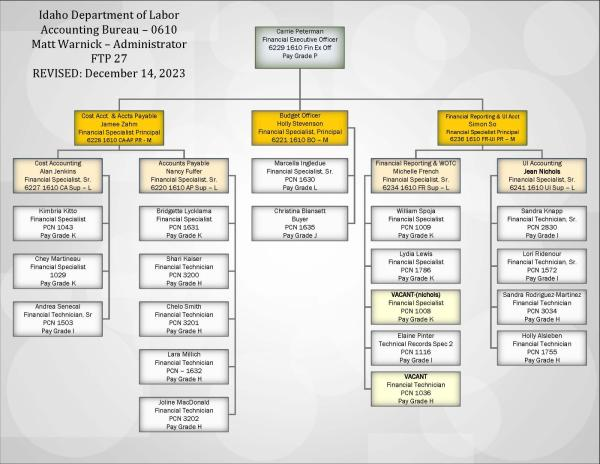 Idaho Department of Labor
Accounting Bureau – 0610
Matt Warnick – Administrator
FTP 27
REVISED: December 14, 2023
Carrie Peterman
Financial Executive Officer
6229 1610 Fin Ex Off
Pay Grade P
Cost Acct. & Accts Payable
Jamee Zahm
Financial Specialist Principal
6228 1610 CA-AP PR - M
Budget Officer
Holly Stevenson
Financial Specialist, Principal
6221 1610 BO – M
Financial Reporting & UI Acct
Simon So
Financial Specialist Principal
6236 1610 FR-UI PR – M
Cost Accounting
Alan Jenkins
Financial Specialist, Sr.
6227 1610 CA Sup – L
Kimbria Kitto
Financial Specialist
PCN 1043
Pay Grade K
Chey Martineau
Financial Specialist
1029
Pay Grade K
Andrea Senecal
Financial Technician, Sr
PCN 1503
Pay Grade I
Accounts Payable
Nancy Fulfer
Financial Specialist, Sr.
6220 1610 AP Sup – L
Bridgette Lycklama
Financial Specialist
PCN 1631
Pay Grade K
Shari Kaiser
Financial Technician
PCN 3200
Pay Grade H
Chelo Smith
Financial Technician
PCN 3201
Pay Grade H
Lara Millich
Financial Technician
PCN – 1632
Pay Grade H
Joline MacDonald
Financial Technician
PCN 3202
Pay Grade H
Marcella Ingledue
Financial Specialist, Sr.
PCN 1630
Pay Grade L
Christina Blansett
Buyer
PCN 1635
Pay Grade J
Financial Reporting & WOTC
Michelle French
Financial Specialist, Sr.
6234 1610 FR Sup – L
William Spoja
Financial Specialist
PCN 1009
Pay Grade K
Lydia Lewis
Financial Specialist
PCN 1786
Pay Grade K
VACANT-(nichols)
Financial Specialist
PCN 1008
Pay Grade K
Elaine Pinter
Technical Records Spec 2
PCN 1116
Pay Grade I
VACANT
Financial Technician
PCN 1036
Pay Grade H
UI Accounting
Jean Nichols
Financial Specialist, Sr.
6241 1610 UI Sup – L
Sandra Knapp
Financial Technician, Sr.
PCN 2830
Pay Grade I
Lori Ridenour
Financial Technician, Sr.
PCN 1572
Pay Grade I
Sandra Rodriguez-Martinez
Financial Technician
PCN 3034
Pay Grade H
Holly Alsleben
Financial Technician
PCN 1755
Pay Grade H